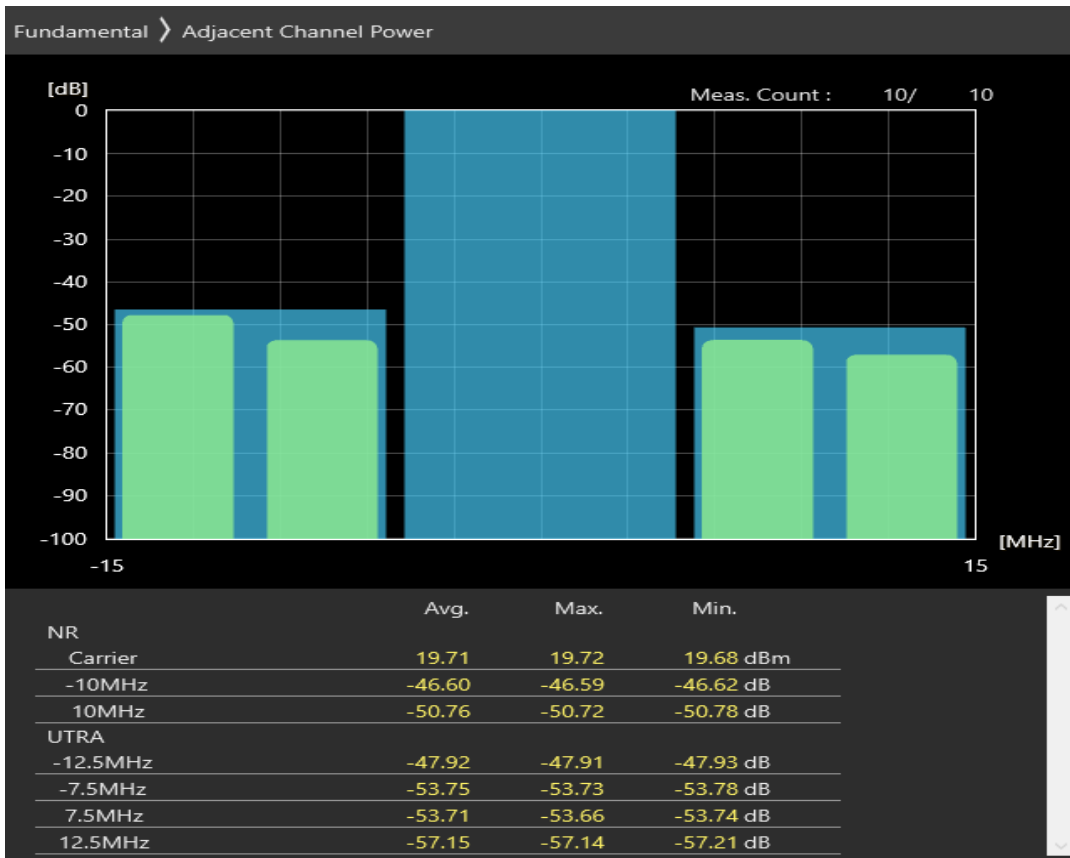 Fundamental 》 Adjacent Channel Power
[dB]
Meas. Count : 10/ 10
0
-10
-20
-30
-40
-50
-60
-70
-80
-90
-100
[MHz]
-15 15
Avg. Max. Min.
NR
Carrier 19.71 19.72 19.68 dBm
-10MHz -46.60 -46.59 -46.62 dB
10MHz -50.76 -50.72 -50.78 dB
UTRA
-12.5MHz -47.92 -47.91 -47.93 dB
-7.5MHz -53.75 -53.73 -53.78 dB
7.5MHz -53.71 -53.66 -53.74 dB
12.5MHz -57.15 -57.14 -57.21 dB